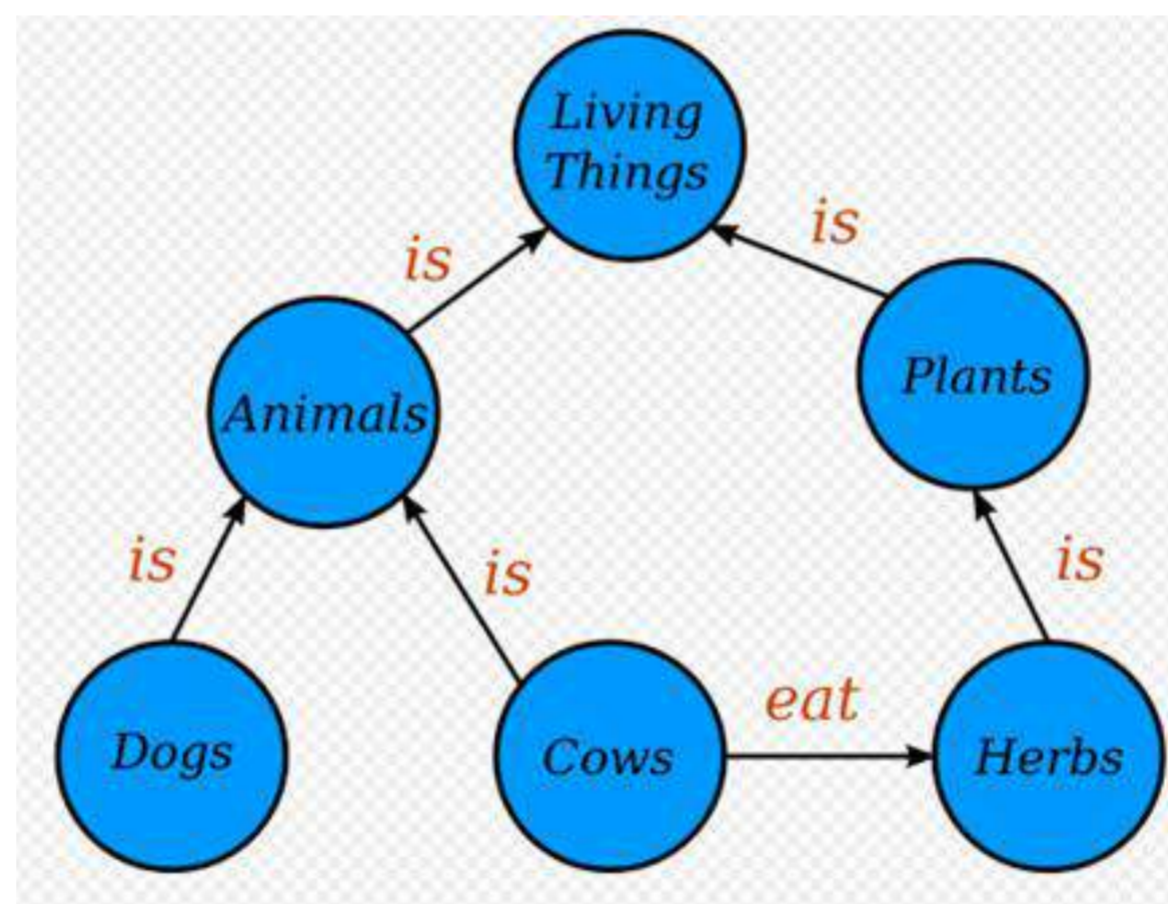 Living
Things
is
is
Animals
Plants
is
is
is
eat
Dogs
Cows
Herbs